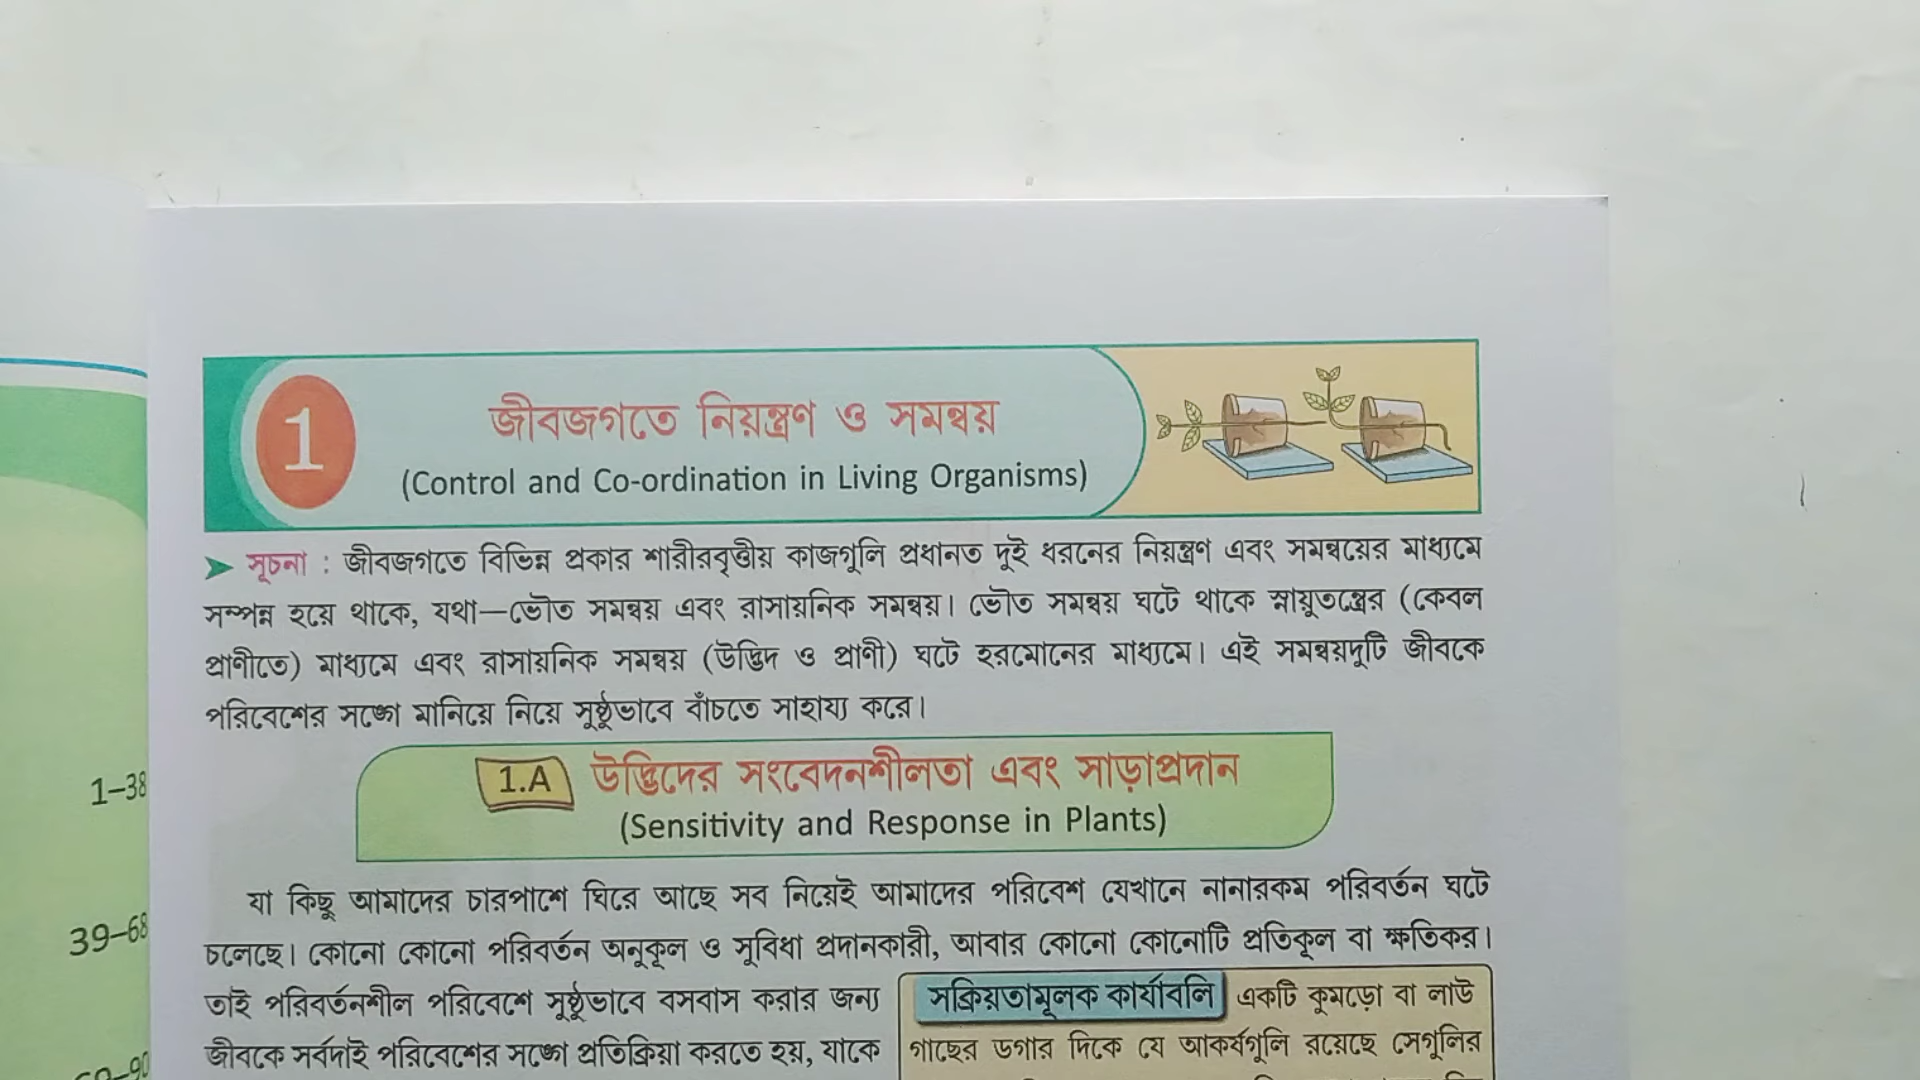 1
জীবজগতে নিয়ন্ত্রণ ও সমন্বয়
(Control and Co-ordination in Living Organisms)
➤ সূচনা : জীবজগতে বিভিন্ন প্রকার শারীরবৃত্তীয় কাজগুলি প্রধানত দুই ধরনের নিয়ন্ত্রণ এবং সমন্বয়ের মাধ্যমে
সম্পন্ন হয়ে থাকে, যথা—ভৌত সমন্বয় এবং রাসায়নিক সমন্বয়। ভৌত সমন্বয় ঘটে থাকে স্নায়ুতন্ত্রের (কেবল
প্রাণীতে) মাধ্যমে এবং রাসায়নিক সমন্বয় (উদ্ভিদ ও প্রাণী) ঘটে হরমোনের মাধ্যমে। এই সমন্বয়দুটি জীবকে
পরিবেশের সঙ্গে মানিয়ে নিয়ে সুষ্ঠুভাবে বাঁচতে সাহায্য করে।
1.A উদ্ভিদের সংবেদনশীলতা এবং সাড়াপ্রদান
(Sensitivity and Response in Plants)
যা কিছু আমাদের চারপাশে ঘিরে আছে সব নিয়েই আমাদের পরিবেশ যেখানে নানারকম পরিবর্তন ঘটে
চলেছে। কোনো কোনো পরিবর্তন অনুকূল ও সুবিধা প্রদানকারী, আবার কোনো কোনোটি প্রতিকূল বা ক্ষতিকর।
তাই পরিবর্তনশীল পরিবেশে সুষ্ঠুভাবে বসবাস করার জন্য
জীবকে সর্বদাই পরিবেশের সঙ্গে প্রতিক্রিয়া করতে হয়, যাকে
সক্রিয়তামূলক কার্যাবলি একটি কুমড়ো বা লাউ
গাছের ডগার দিকে যে আকর্ষগুলি রয়েছে সেগুলির
1–38
39–68